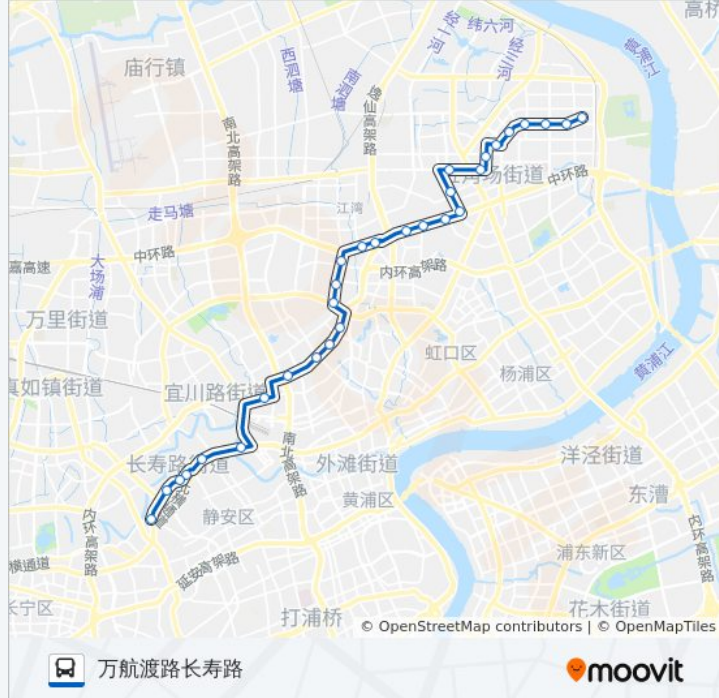 高桥
庙行镇
西泗塘
南泗塘
经一河
纬六河
经三河
黄浦江
逸仙高架路
南北高架路
场街道
中环路
江湾
走马塘
大场浦
中环路
嘉高速
内环高架路
万里街道
虹口区
杨浦区
黄浦江
真如镇街道
宜川路街道
长寿路街道
南北高架路
外滩街道
洋泾街道
东漕
静安区
黄浦区
内环高架路
内环高架路
横通道
延安高架路
浦东新区
长宁区
打浦桥
花木街道
© OpenStreetMap contributors | © OpenMapTiles
万航渡路长寿路
moovit